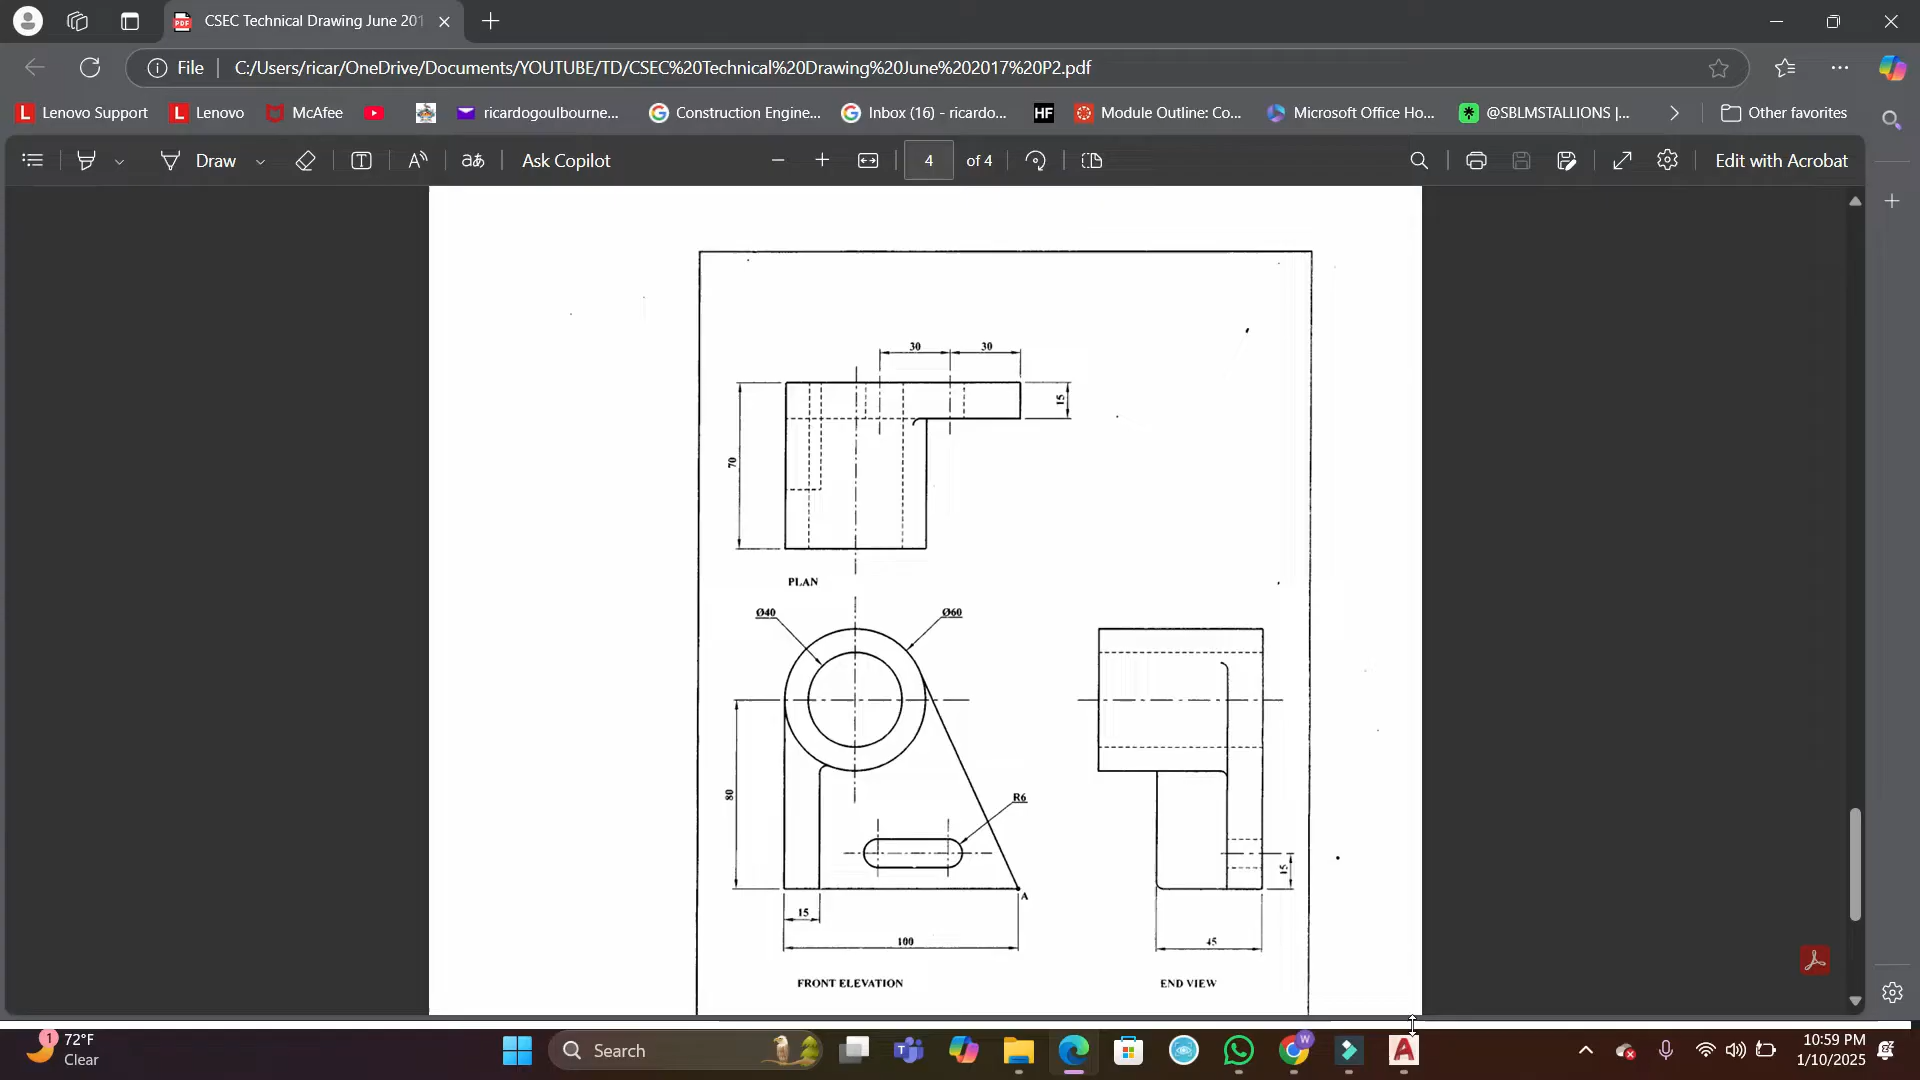 CSEC Technical Drawing June 201
File C:/Users/ricar/OneDrive/Documents/YOUTUBE/TD/CSEC%20Technical%20Drawing%20June%202017%20P2.pdf
Lenovo Support Lenovo McAfee ricardogoulbourne... Construction Engine... Inbox (16) - ricardo... HF Module Outline: Co... Microsoft Office Ho... @SBLMSTALLIONS |... Other favorites
Draw Ask Copilot 4 of 4 Edit with Acrobat
30 30
15
70
PLAN
Ø40 Ø60
80
R6
15
A
15
100 45
FRONT ELEVATION END VIEW
1 72°F
Clear
Search
10:59 PM
1/10/2025